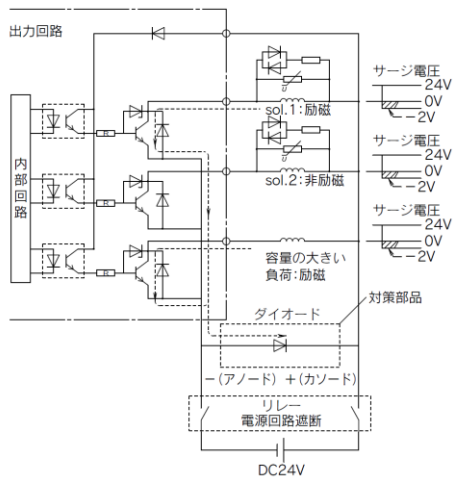 出力回路
内部回路
R
R
R
sol.1:励磁
sol.2:非励磁
容量の大きい
負荷:励磁
サージ電圧
24V
0V
-2V
サージ電圧
24V
0V
-2V
サージ電圧
24V
0V
-2V
対策部品
ダイオード
-(アノード) +(カソード)
リレー
電源回路遮断
DC24V